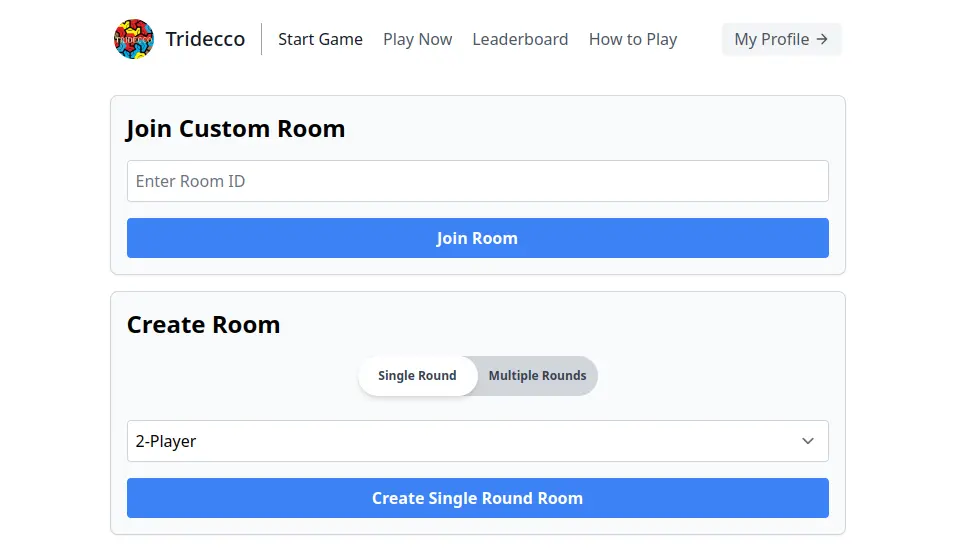 TRIDECCO
Tridecco
Start Game
Play Now
Leaderboard
How to Play
My Profile →
Join Custom Room
Enter Room ID
Join Room
Create Room
Single Round
Multiple Rounds
2-Player
Create Single Round Room